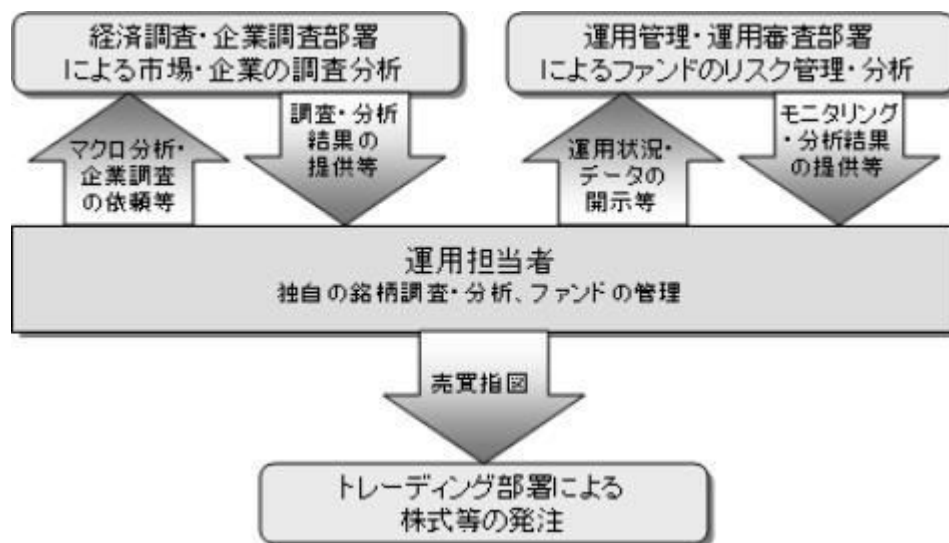 経済調査・企業調査部署
による市場・企業の調査分析
運用管理・運用審査部署
によるファンドのリスク管理・分析
マクロ分析・
企業調査
の依頼等
調査・分析
結果の
提供等
運用状況・
データの
開示等
モニタリング
・分析結果
の提供等
運用担当者
独自の銘柄調査・分析、ファンドの管理
売買指図
トレーディング部署による
株式等の発注